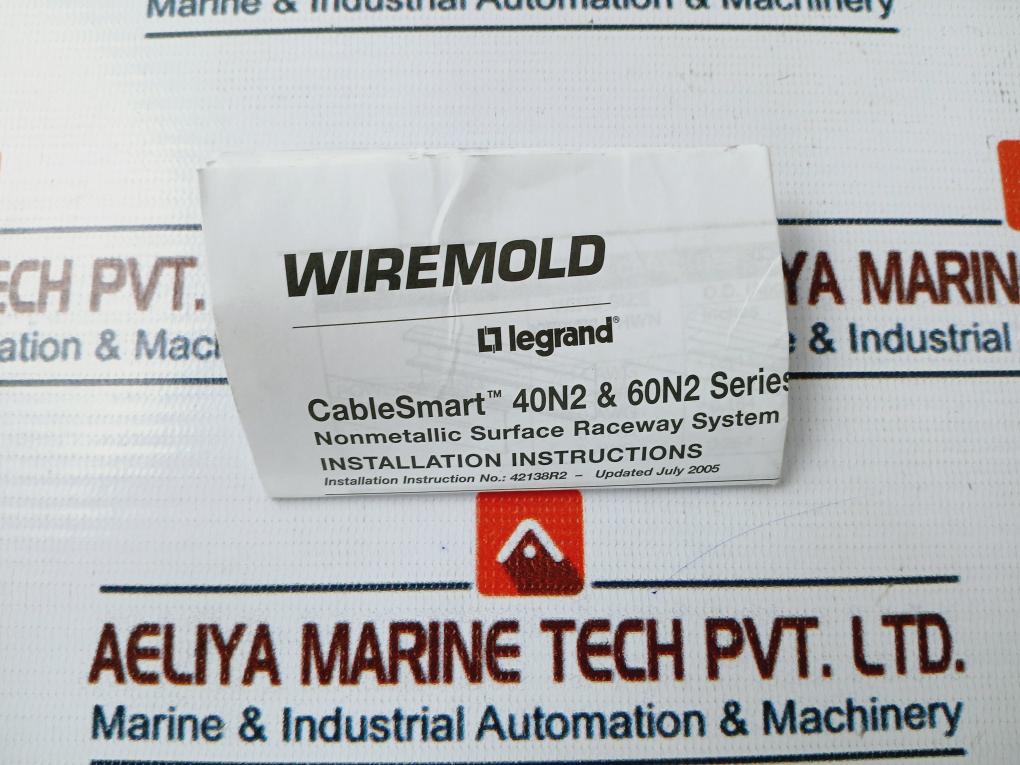 Marine & Industrial Automation & Machinery
WIREMOLD
legrand®
CableSmart™ 40N2 & 60N2 Series
Nonmetallic Surface Raceway System
INSTALLATION INSTRUCTIONS
Installation Instruction No.: 42138R2 – Updated July 2005
ECH PVT.
ation & Maci
YA MARIN
& Industrial
AELIYA MARINE TECH PVT. LTD.
Marine & Industrial Automation & Machinery